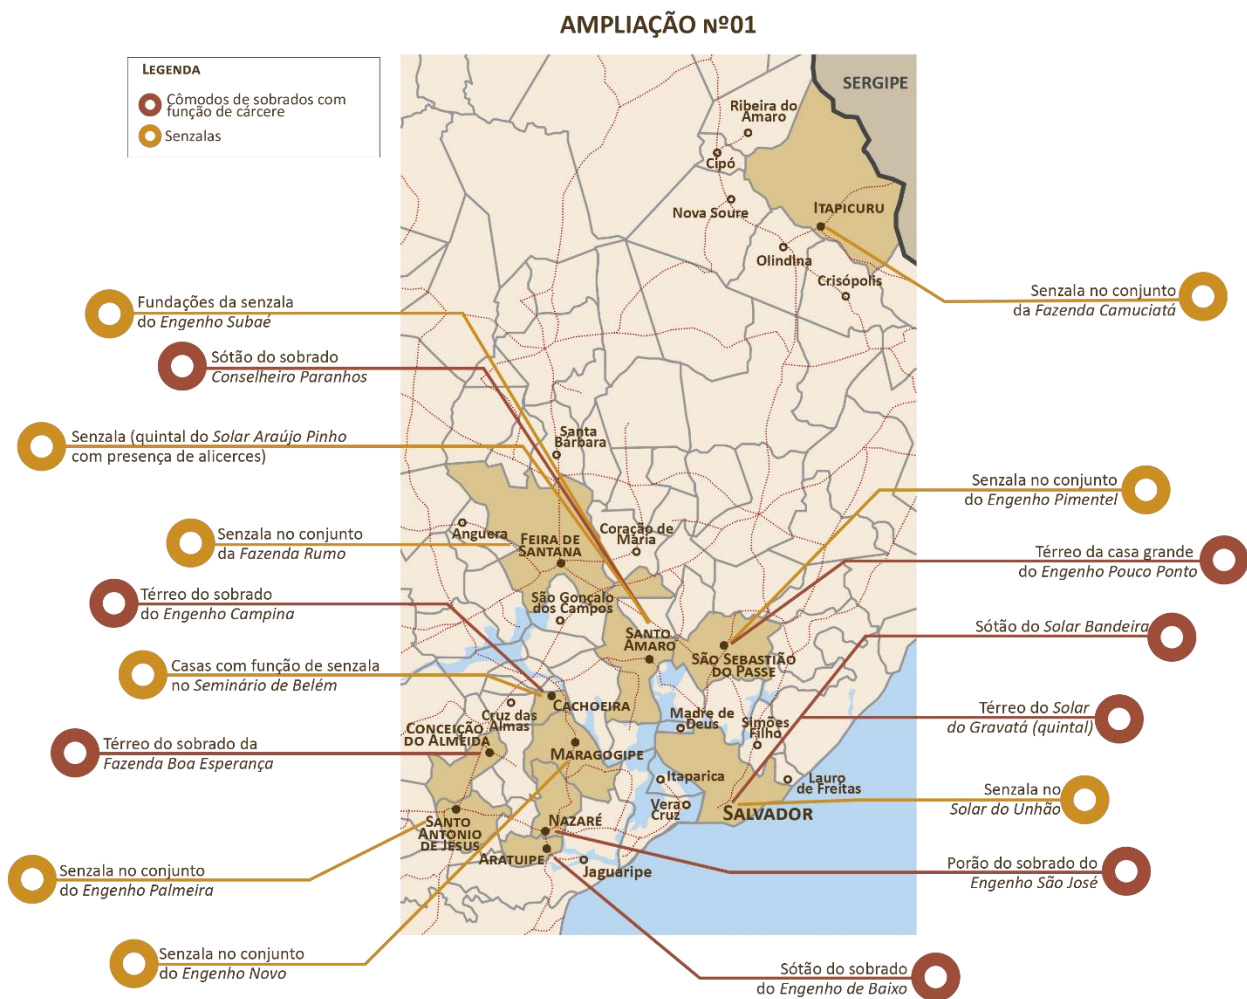 AMPLIAÇÃO Nº01
LEGENDA
Cômodos de sobrados com
função de cárcere
Senzalas
SERGIPE
Ribeira do
Amaro
Cipó
Nova Soure
ITAPICURU
Olindina
Crisópolis
Senzala no conjunto
da Fazenda Camuciatá
Fundações da senzala
do Engenho Subaé
Sótão do sobrado
Conselheiro Paranhos
Senzala (quintal do Solar Araújo Pinho
com presença de alicerces)
Santa
Bárbara
Senzala no conjunto
do Engenho Pimentel
Senzala no conjunto
da Fazenda Rumo
Anguera
FEIRA DE
SANTANA
Coração de
Maria
Térreo da casa grande
do Engenho Pouco Ponto
Térreo do sobrado
do Engenho Campina
São Gonçalo
dos Campos
SANTO
AMARO
SÃO SEBASTIÃO
DO PASSE
Sótão do Solar Bandeira
Casas com função de senzala
no Seminário de Belém
CACHOEIRA
Cruz das
Almas
Madre de
Deus
Simões
Filho
Térreo do Solar
do Gravatá (quintal)
CONCEIÇÃO
DO ALMEIDA
MARAGOGIPE
Térreo do sobrado da
Fazenda Boa Esperança
Itaparica
Lauro
de Freitas
Vera
Cruz
SALVADOR
Senzala no
Solar do Unhão
SANTO
ANTÔNIO
DE JESUS
NAZARÉ
ARATUIPE
Jaguaripe
Senzala no conjunto
do Engenho Palmeira
Porão do sobrado do
Engenho São José
Senzala no conjunto
do Engenho Novo
Sótão do sobrado
do Engenho de Baixo